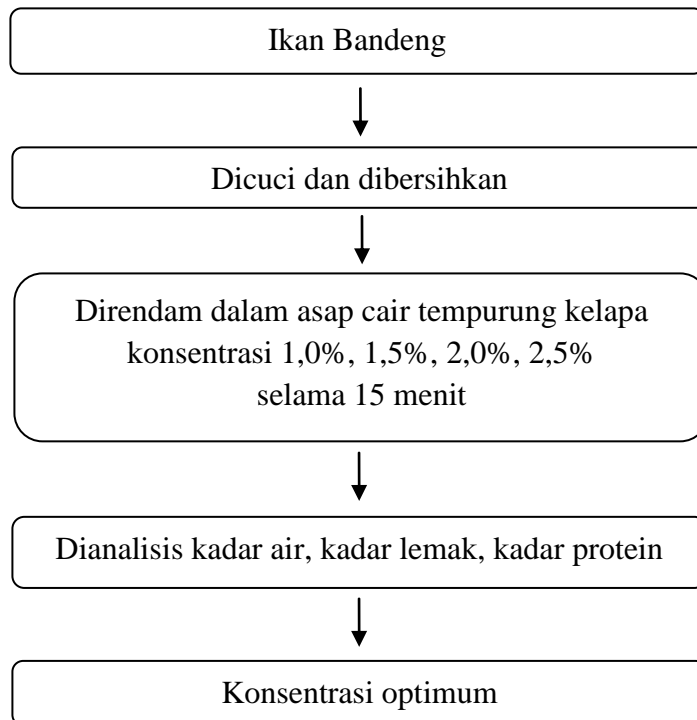 Ikan Bandeng
Dicuci dan dibersihkan
Direndam dalam asap cair tempurung kelapa
konsentrasi 1,0%, 1,5%, 2,0%, 2,5%
selama 15 menit
Dianalisis kadar air, kadar lemak, kadar protein
Konsentrasi optimum